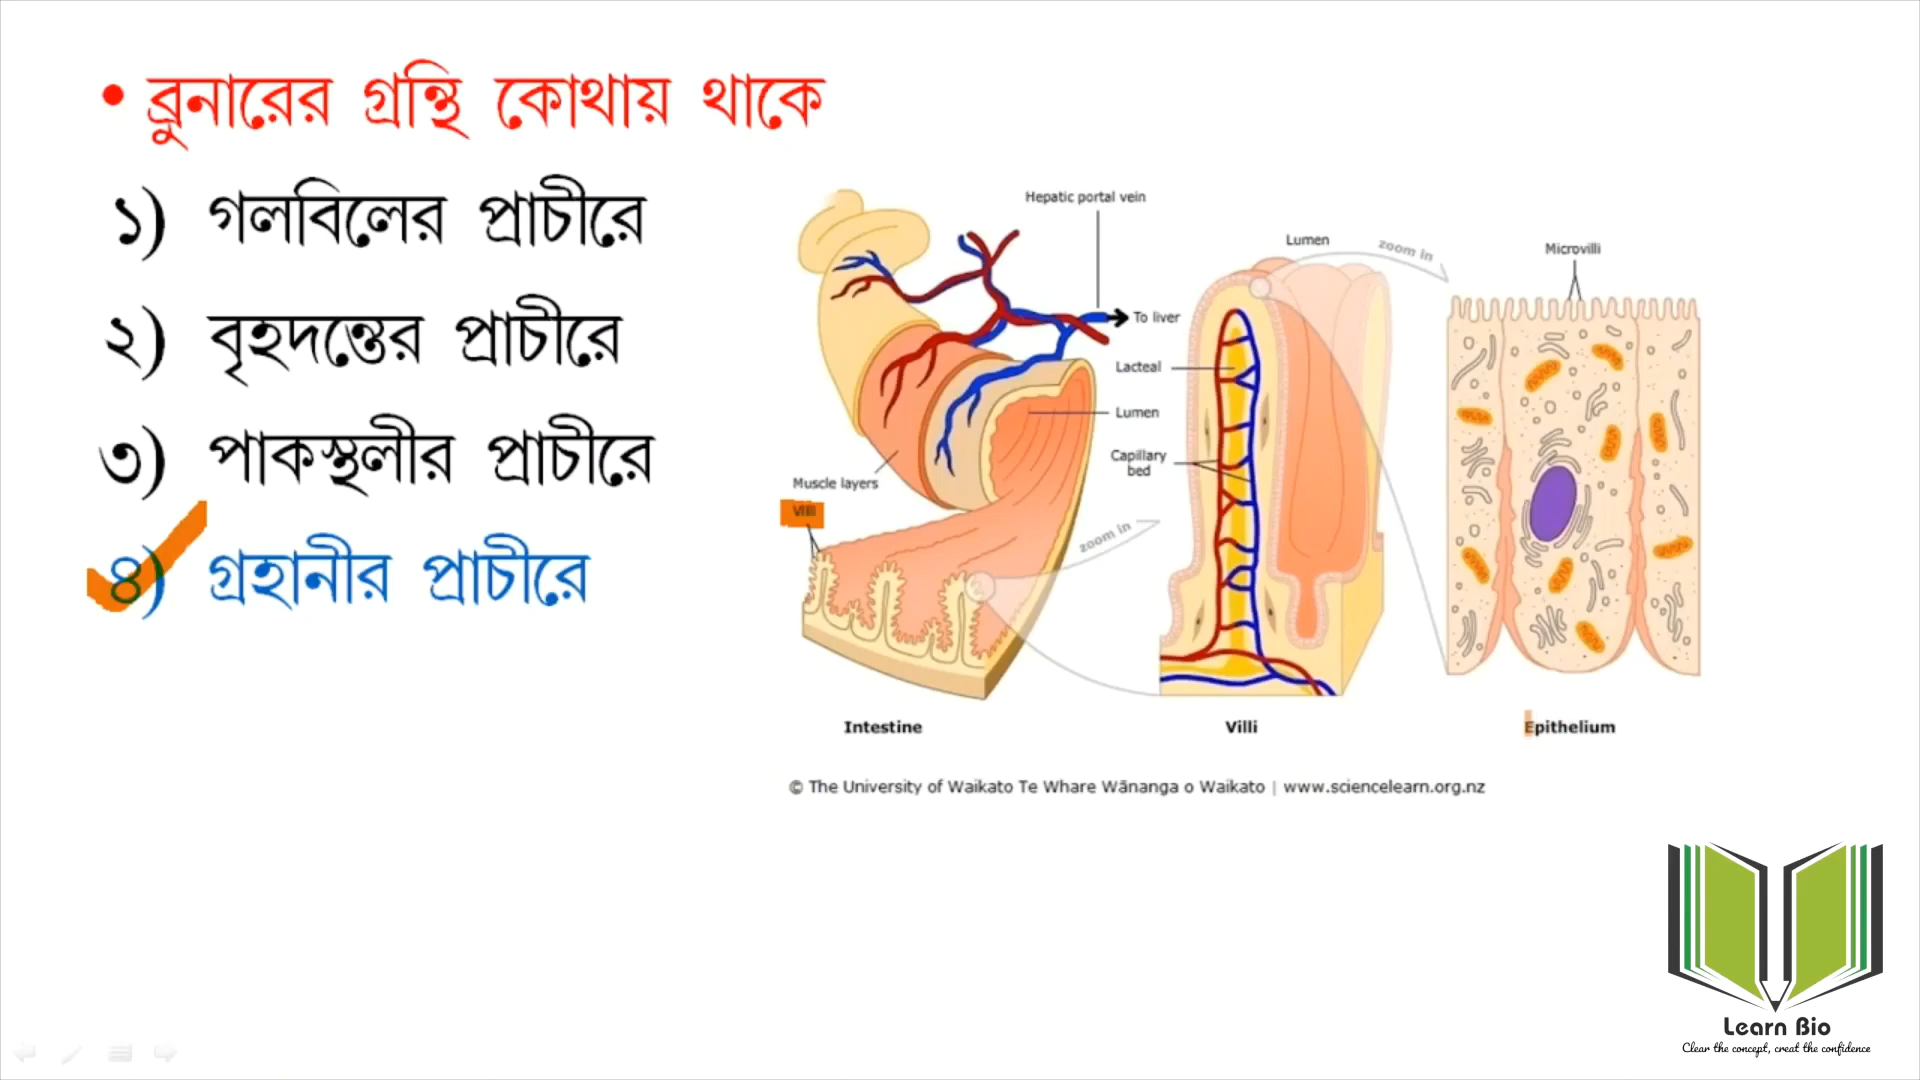 • ব্রুনারের গ্রন্থি কোথায় থাকে
১) গলবিলের প্রাচীরে
২) বৃহদন্ত্রের প্রাচীরে
৩) পাকস্থলীর প্রাচীরে
৪) গ্রহানীর প্রাচীরে
Hepatic portal vein
To liver
Muscle layers
Villi
zoom in
Lumen
zoom in
Lacteal
Lumen
Capillary
bed
Microvilli
Intestine
Villi
Epithelium
© The University of Waikato Te Whare Wānanga o Waikato | www.sciencelearn.org.nz
Learn Bio
Clear the concept, creat the confidence